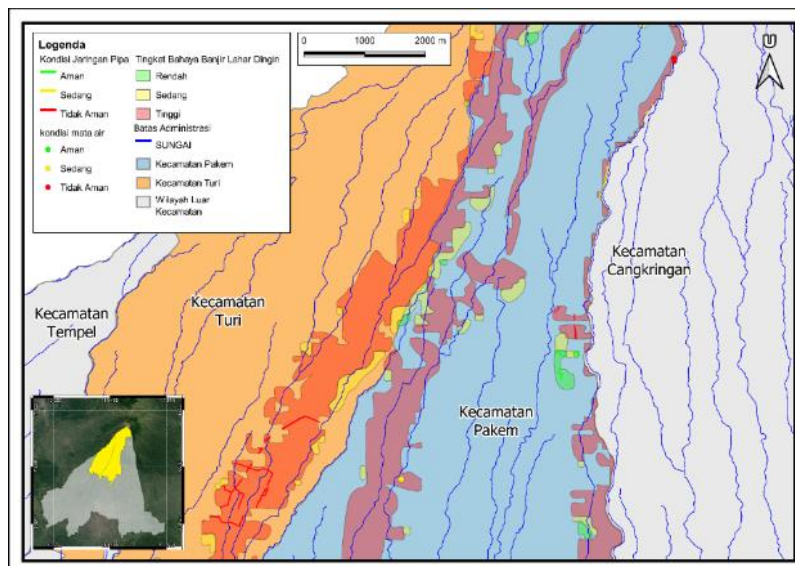 Legenda
Kondisi Jaringan Pipa
Aman
Sedang
Tidak Aman
kondisi mata air
Aman
Sedang
Tidak Aman
Tingkat Bahaya Banjir Lahar Dingin
Rendah
Sedang
Tinggi
Batas Administrasi
SUNGAI
Kecamatan Pakem
Kecamatan Turi
Wilayah Luar
Kecamatan
0 1000 2000 m
U
Kecamatan
Tempel
Kecamatan
Turi
Kecamatan
Pakem
Kecamatan
Cangkringan